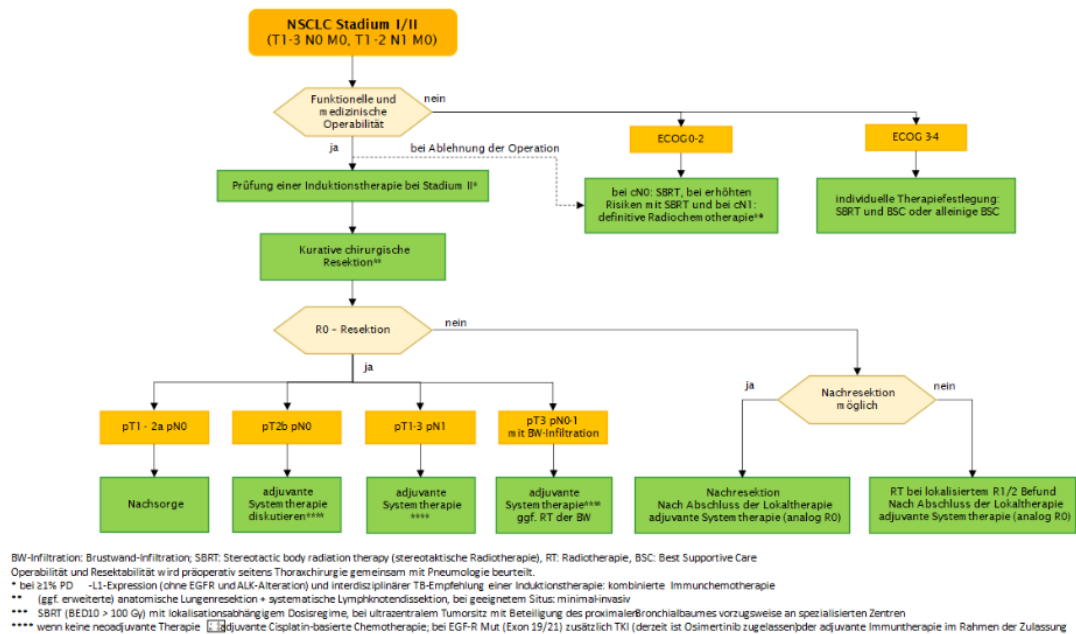 NSCLC Stadium I/II
(T1-3 N0 M0, T1-2 N1 M0)
Funktionelle und
medizinische
Operabilität
nein
ECOG 0-2
ECOG 3-4
ja
bei Ablehnung der Operation
Prüfung einer Induktionstherapie bei Stadium II*
bei cN0: SBRT, bei erhöhten
Risiken mit SBRT und bei cN1:
definitive Radiochemotherapie**
individuelle Therapiefestlegung:
SBRT und BSC oder alleinige BSC
Kurative chirurgische
Resektion**
R0 – Resektion
nein
ja
ja
Nachresektion
möglich
nein
pT1 - 2a pN0
pT2b pN0
pT1-3 pN1
pT3 pN0-1
mit BW-Infiltration
Nachsorge
adjuvante
Systemtherapie
diskutieren****
adjuvante
Systemtherapie
****
adjuvante
Systemtherapie****
ggf. RT der BW
Nachresektion
Nach Abschluss der Lokaltherapie
adjuvante Systemtherapie (analog R0)
RT bei lokalisiertem R1/2 Befund
Nach Abschluss der Lokaltherapie
adjuvante Systemtherapie (analog R0)
BW-Infiltration: Brustwand-Infiltration; SBRT: Stereotactic body radiation therapy (stereotaktische Radiotherapie), RT: Radiotherapie, BSC: Best Supportive Care
Operabilität und Resektabilität wird präoperativ seitens Thoraxchirurgie gemeinsam mit Pneumologie beurteilt.
* bei ≥1% PD -L1-Expression (ohne EGFR und ALK-Alteration) und interdisziplinärer TB-Empfehlung einer Induktionstherapie: kombinierte Immunchemotherapie
** (ggf. erweiterte) anatomische Lungenresektion + systematische Lymphknotendissektion, bei geeignetem Situs: minimal-invasiv
*** SBRT (BED10 > 100 Gy) mit lokalisationsabhängigem Dosisregime, bei ultrazentralem Tumorsitz mit Beteiligung des proximalen Bronchialbaumes vorzugsweise an spezialisierten Zentren
**** wenn keine neoadjuvante Therapie adjuvante Cisplatin-basierte Chemotherapie; bei EGF-R Mut (Exon 19/21) zusätzlich TKI (derzeit ist Osimertinib zugelassen) oder adjuvante Immuntherapie im Rahmen der Zulassung